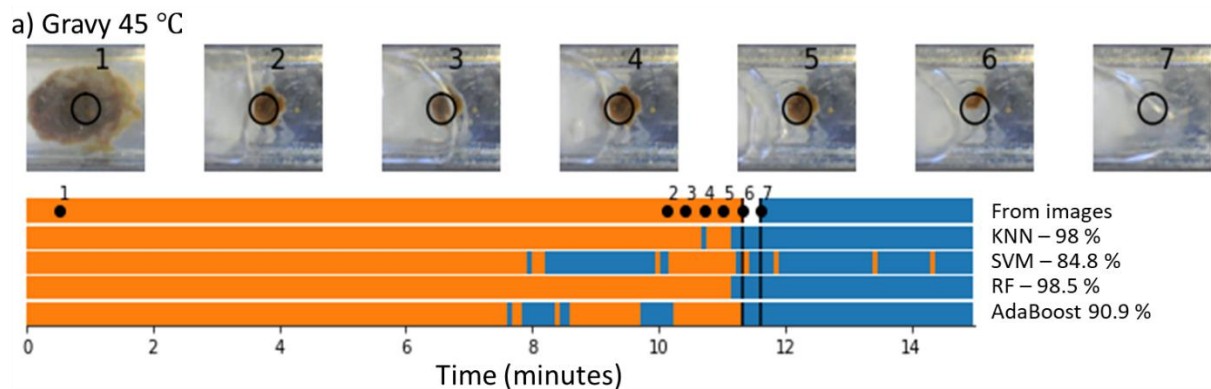 a) Gravy 45 °C
1 2 3 4 5 6 7
1 2 3 4 5 6 7
From images
KNN – 98 %
SVM – 84.8 %
RF – 98.5 %
AdaBoost 90.9 %
0 2 4 6 8 10 12 14
Time (minutes)